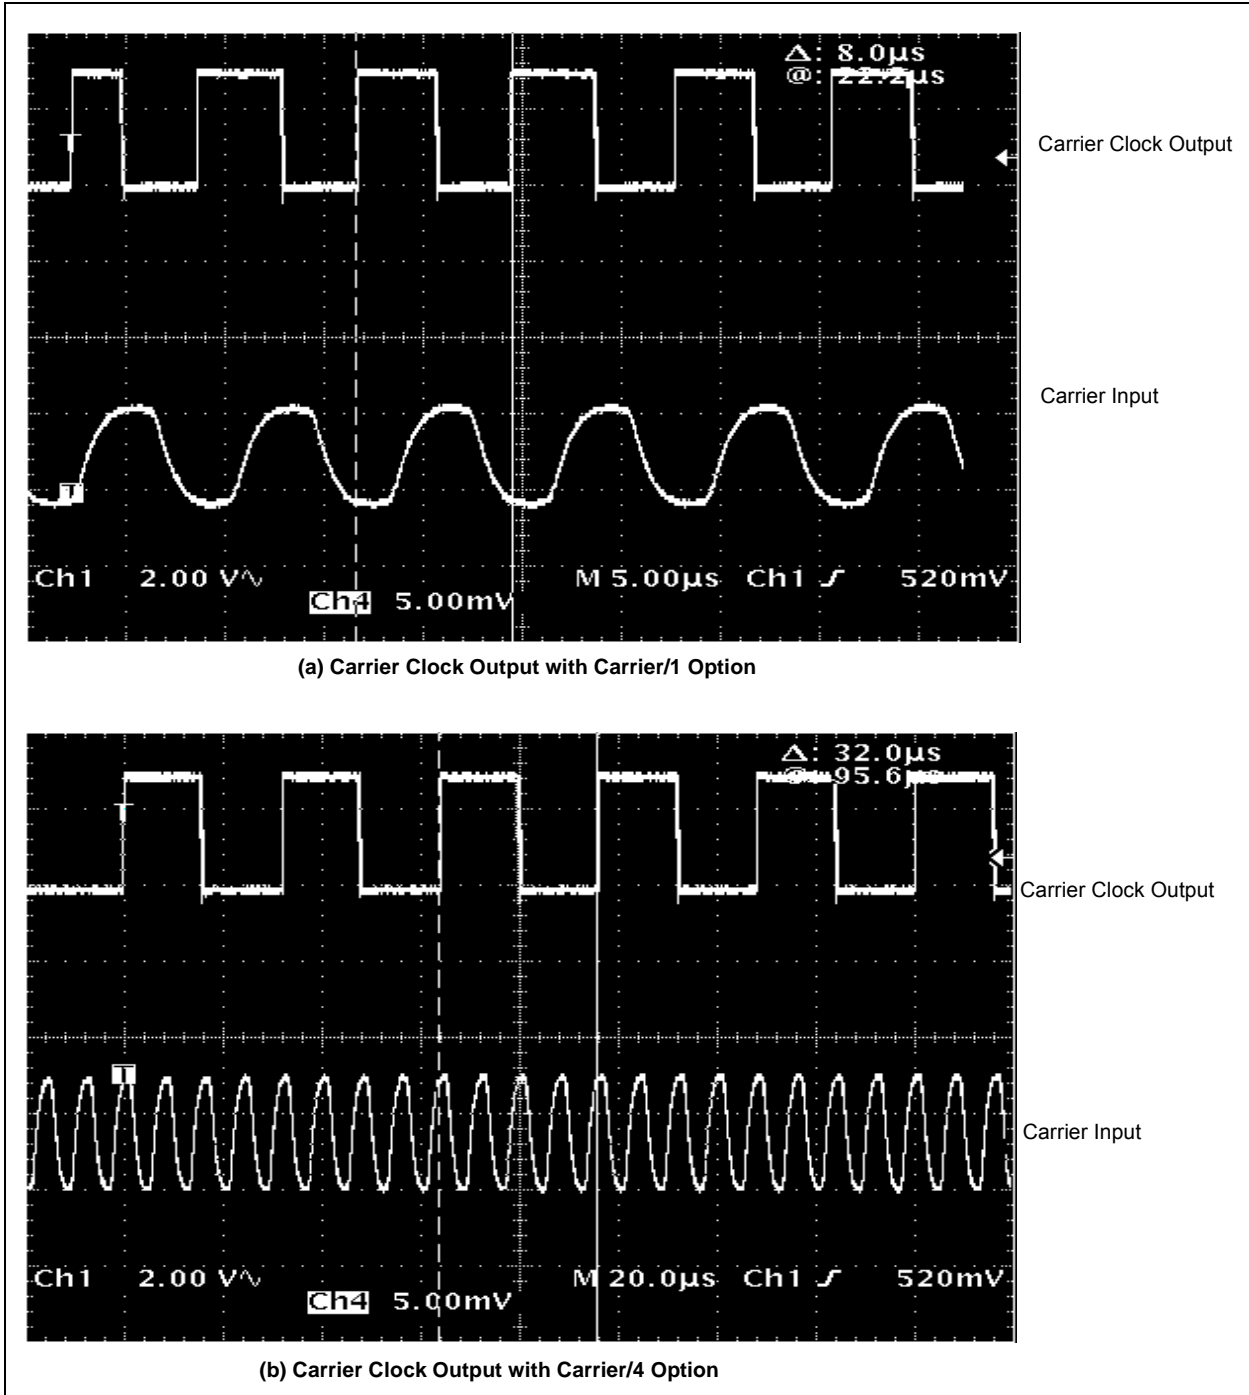 Δ: 8.0µs
@: 22.2µs
T
Carrier Clock Output
Carrier Input
T
Ch1 2.00 V∿ M 5.00µs Ch1 520mV
Ch4 5.00mV
(a) Carrier Clock Output with Carrier/1 Option
Δ: 32.0µs
@: 95.6µs
T
Carrier Clock Output
T
Carrier Input
Ch1 2.00 V∿ M 20.0µs Ch1 520mV
Ch4 5.00mV
(b) Carrier Clock Output with Carrier/4 Option